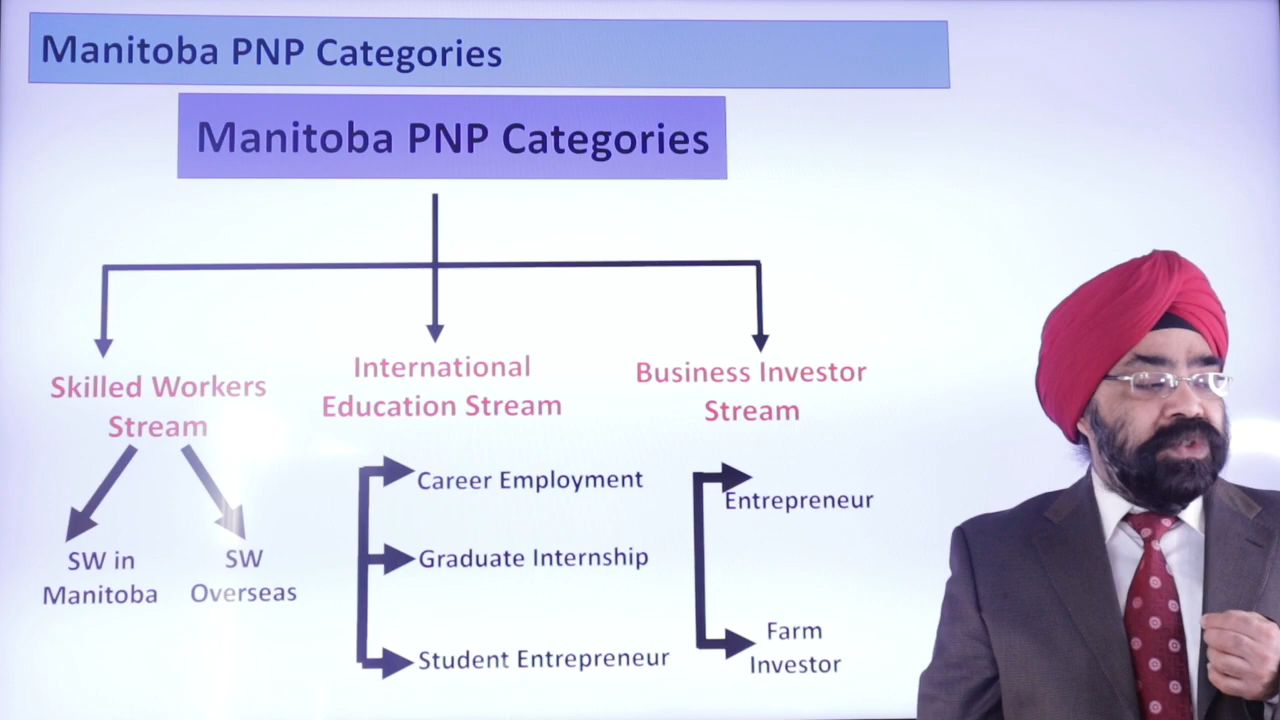 Manitoba PNP Categories
Manitoba PNP Categories
Skilled Workers
Stream
SW in
Manitoba
SW
Overseas
International
Education Stream
Career Employment
Graduate Internship
Student Entrepreneur
Business Investor
Stream
Entrepreneur
Farm
Investor